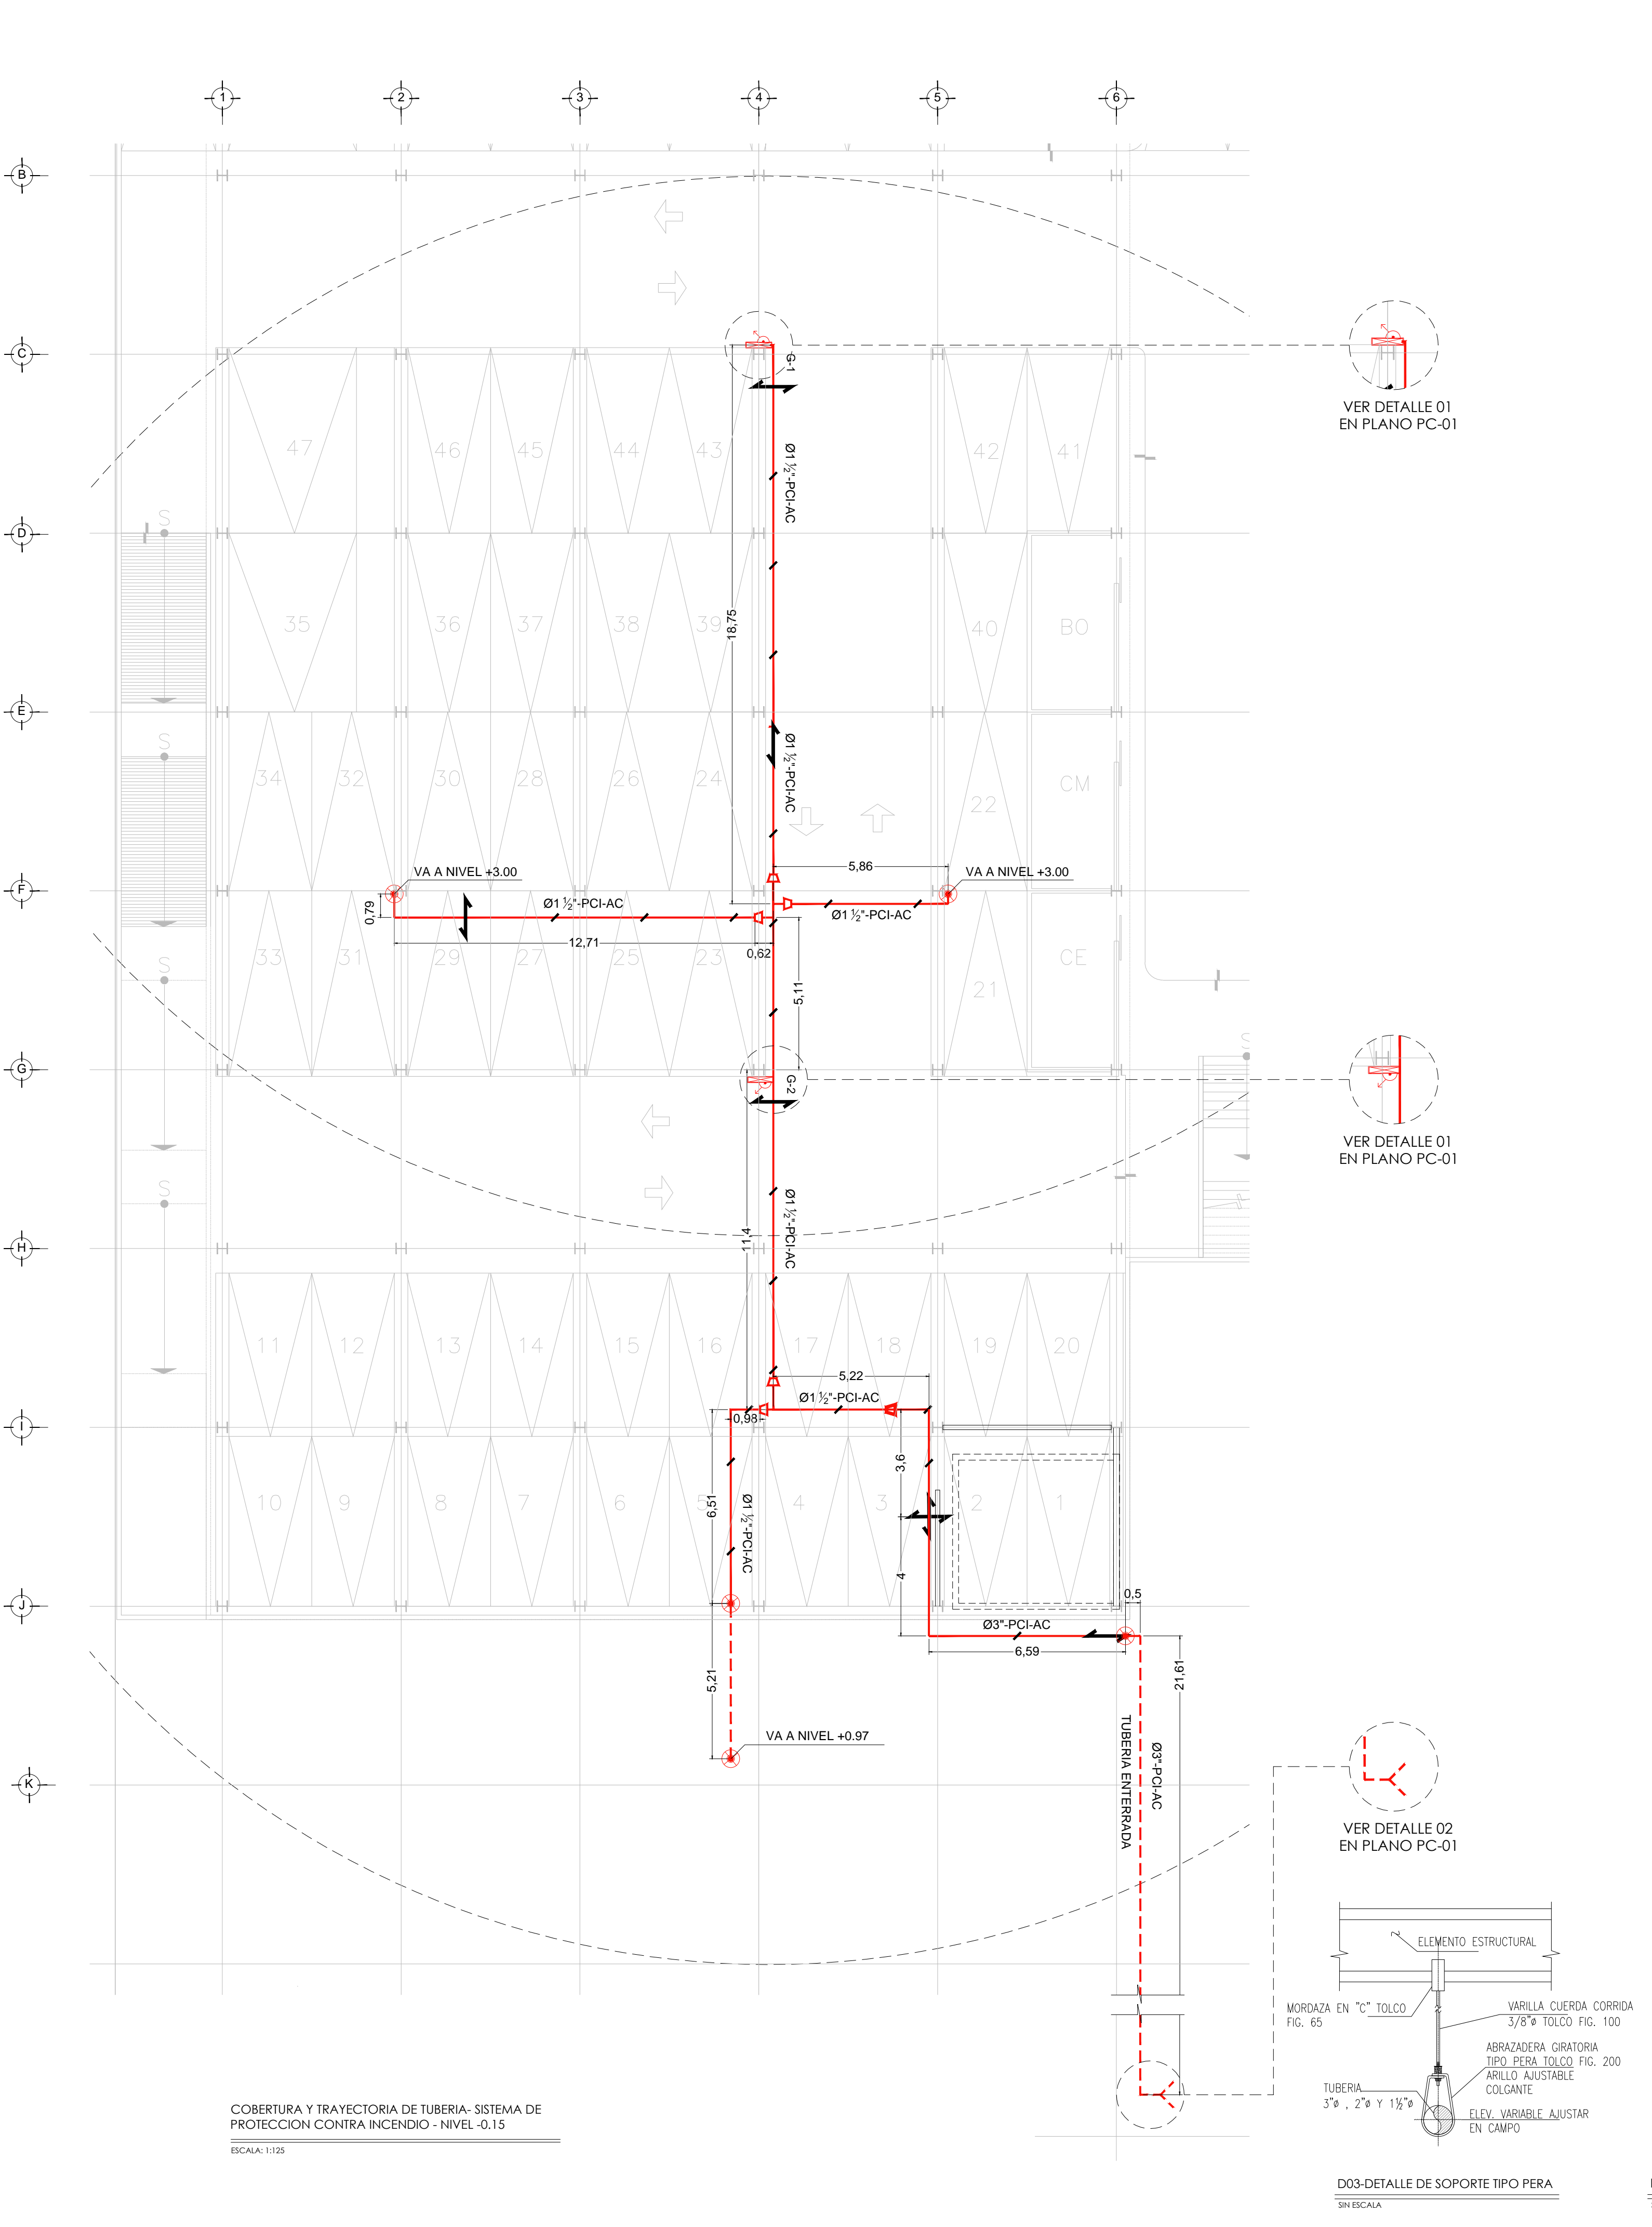 1
2
3
4
5
6
B
C
G-1
VER DETALLE 01
EN PLANO PC-01
47
46
45
44
43
42
41
Ø1 ½"-PCI-AC
S
D
18,75
35
36
37
38
39
40
BO
E
S
34
32
30
28
26
24
22
CM
Ø1 ½"-PCI-AC
VA A NIVEL +3.00
5,86
VA A NIVEL +3.00
F
0,79
Ø1 ½"-PCI-AC
Ø1 ½"-PCI-AC
12,71
0,62
33
31
29
27
25
23
21
CE
S
5,11
G
G-2
S
VER DETALLE 01
EN PLANO PC-01
S
H
11,4
Ø1 ½"-PCI-AC
11
12
13
14
15
16
17
18
19
20
5,22
Ø1 ½"-PCI-AC
0,98
I
3,6
10
9
8
7
6
5
4
3
2
1
6,51
Ø1 ½"-PCI-AC
4
J
0,5
Ø3"-PCI-AC
6,59
5,21
21,61
VA A NIVEL +0.97
TUBERIA ENTERRADA
Ø3"-PCI-AC
K
VER DETALLE 02
EN PLANO PC-01
ELEMENTO ESTRUCTURAL
MORDAZA EN "C" TOLCO
FIG. 65
VARILLA CUERDA CORRIDA
3/8"ø TOLCO FIG. 100
ABRAZADERA GIRATORIA
TIPO PERA TOLCO FIG. 200
ARILLO AJUSTABLE
COLGANTE
TUBERIA
3"ø , 2"ø Y 1½"ø
ELEV. VARIABLE AJUSTAR
EN CAMPO
COBERTURA Y TRAYECTORIA DE TUBERIA- SISTEMA DE
PROTECCION CONTRA INCENDIO - NIVEL -0.15
ESCALA: 1:125
D03-DETALLE DE SOPORTE TIPO PERA
SIN ESCALA